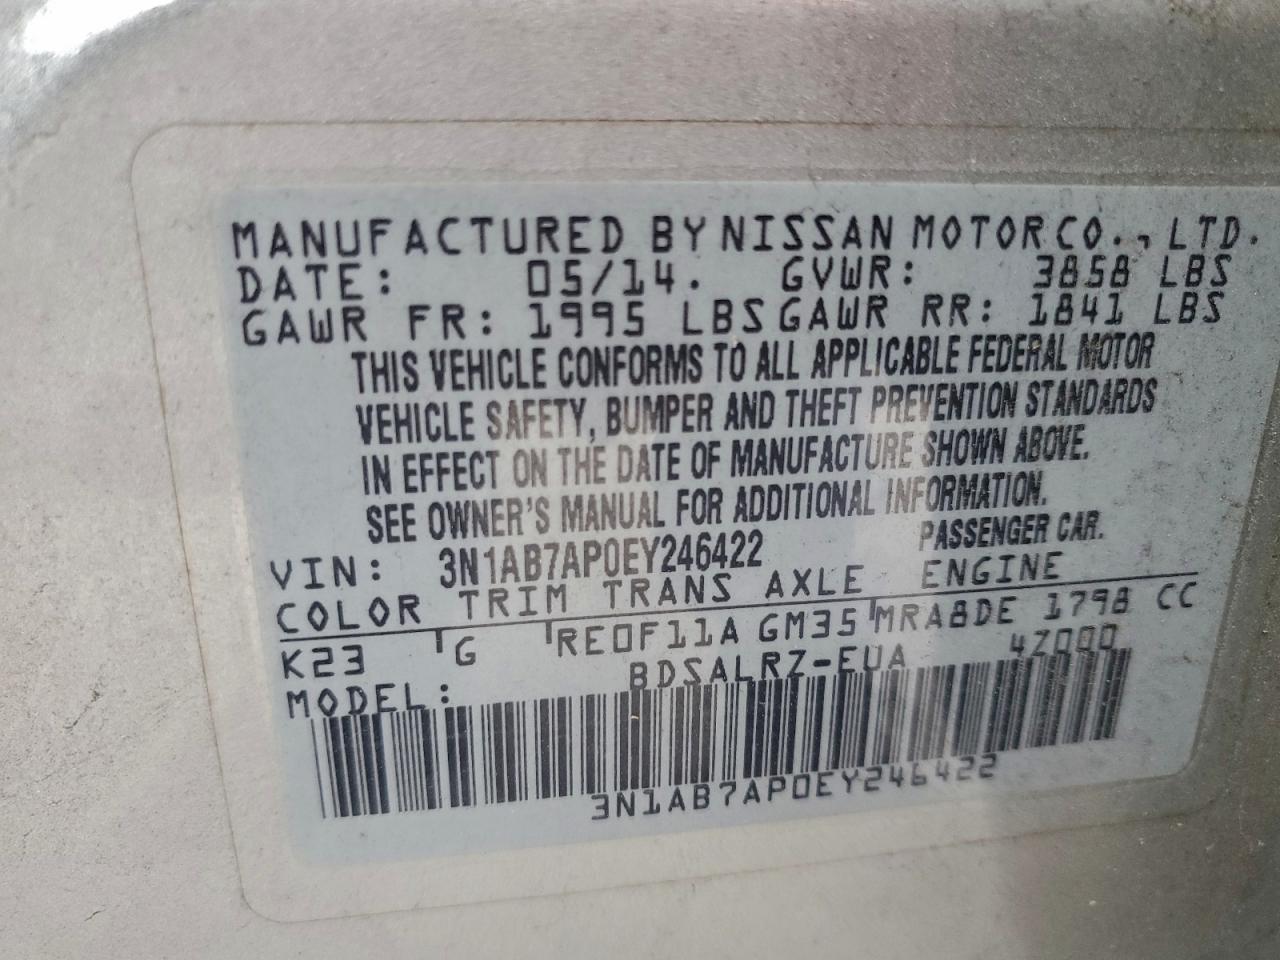 MANUFACTURED BY NISSAN MOTOR CO., LTD.
DATE: 05/14. GVWR: 3858 LBS
GAWR FR: 1995 LBS GAWR RR: 1841 LBS
THIS VEHICLE CONFORMS TO ALL APPLICABLE FEDERAL MOTOR
VEHICLE SAFETY, BUMPER AND THEFT PREVENTION STANDARDS
IN EFFECT ON THE DATE OF MANUFACTURE SHOWN ABOVE.
SEE OWNER'S MANUAL FOR ADDITIONAL INFORMATION.
VIN: 3N1AB7AP0EY246422 PASSENGER CAR.
COLOR TRIM TRANS AXLE ENGINE
K23 G RE0F11A GM35 MRA8DE 1798 CC
MODEL: BDSALRZ-EUA 4Z000
3N1AB7AP0EY246422